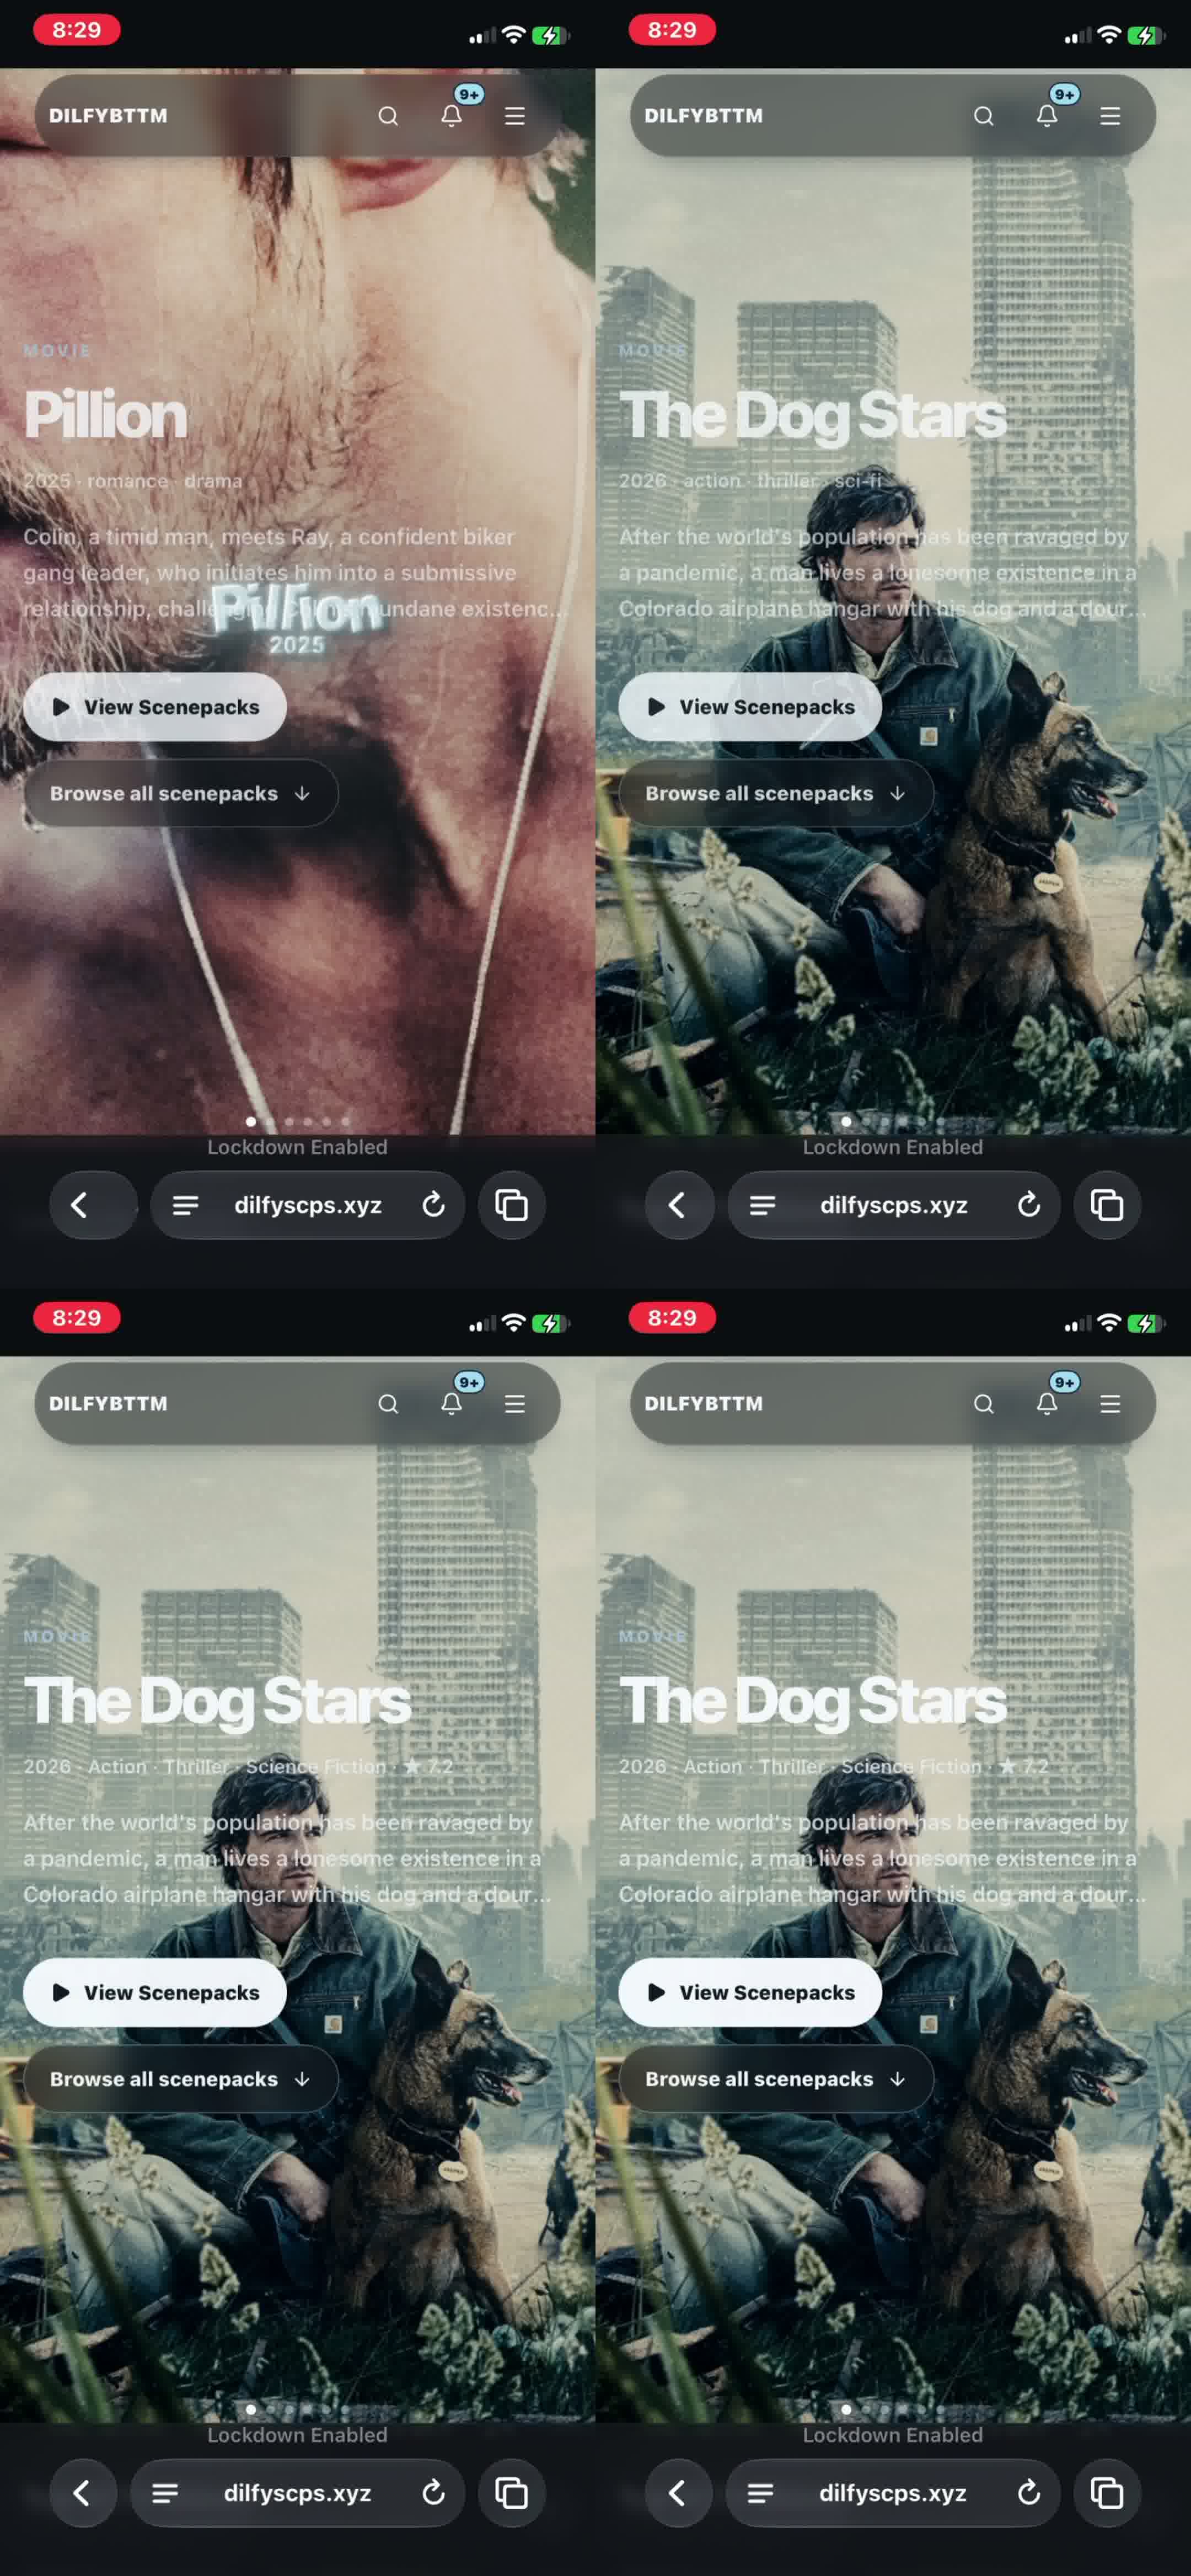 8:29
DILFYBTTM
9+
MOVIE
Pillion
2025 · romance · drama
Colin, a timid man, meets Ray, a confident biker
gang leader, who initiates him into a submissive
relationship, challenging Colin's mundane existenc...
Pillion
2025
View Scenepacks
Browse all scenepacks ↓
Lockdown Enabled
dilfyscps.xyz
8:29
DILFYBTTM
9+
MOVIE
The Dog Stars
2026 · action · thriller · sci-fi
After the world's population has been ravaged by
a pandemic, a man lives a lonesome existence in a
Colorado airplane hangar with his dog and a dour...
View Scenepacks
Browse all scenepacks ↓
JASPER
Lockdown Enabled
dilfyscps.xyz
8:29
DILFYBTTM
9+
MOVIE
The Dog Stars
2026 · Action · Thriller · Science Fiction · ★ 7.2
After the world's population has been ravaged by
a pandemic, a man lives a lonesome existence in a
Colorado airplane hangar with his dog and a dour...
View Scenepacks
Browse all scenepacks ↓
JASPER
Lockdown Enabled
dilfyscps.xyz
8:29
DILFYBTTM
9+
MOVIE
The Dog Stars
2026 · Action · Thriller · Science Fiction · ★ 7.2
After the world's population has been ravaged by
a pandemic, a man lives a lonesome existence in a
Colorado airplane hangar with his dog and a dour...
View Scenepacks
Browse all scenepacks ↓
JASPER
Lockdown Enabled
dilfyscps.xyz